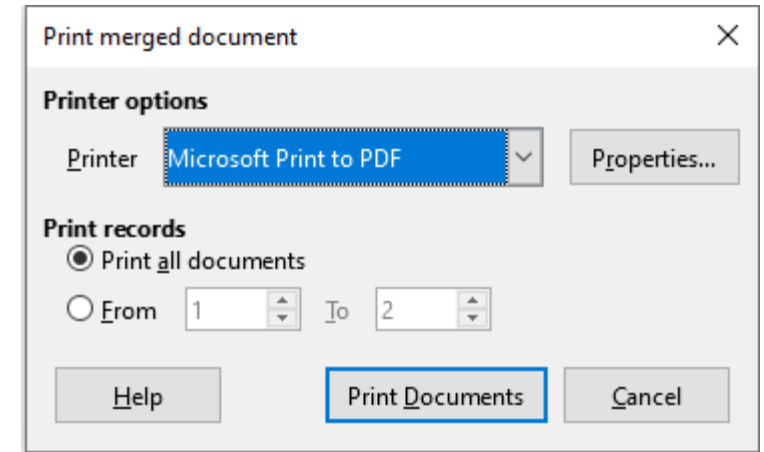 Print merged document
Printer options
Printer Microsoft Print to PDF Properties...
Print records
Print all documents
From 1 To 2
Help Print Documents Cancel